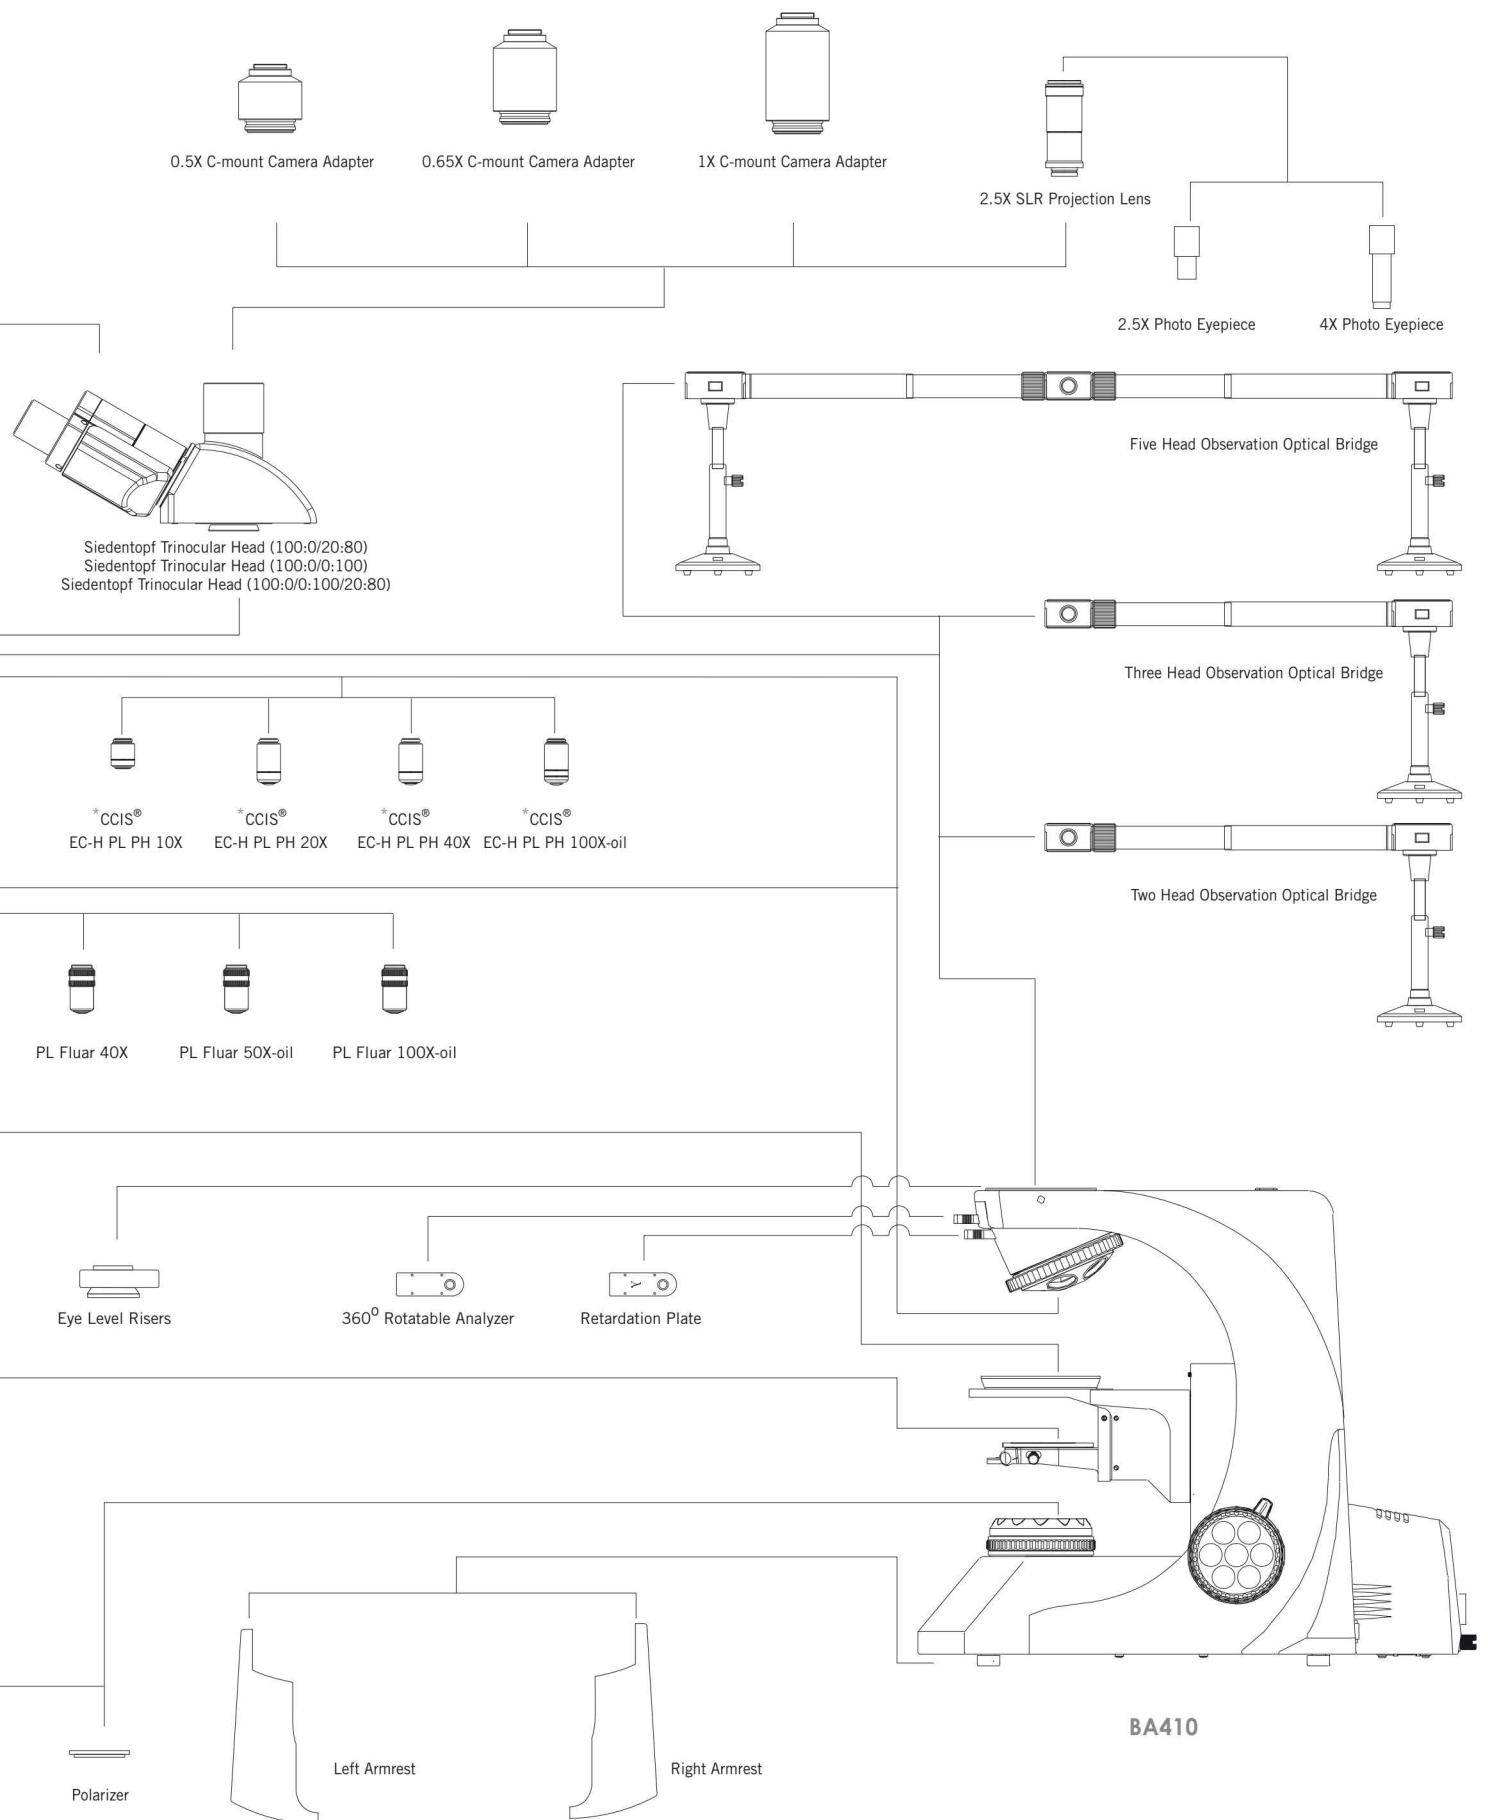 0.5X C-mount Camera Adapter
0.65X C-mount Camera Adapter
1X C-mount Camera Adapter
2.5X SLR Projection Lens
2.5X Photo Eyepiece
4X Photo Eyepiece
Five Head Observation Optical Bridge
Siedentopf Trinocular Head (100:0/20:80)
Siedentopf Trinocular Head (100:0/0:100)
Siedentopf Trinocular Head (100:0/0:100/20:80)
Three Head Observation Optical Bridge
*CCIS®
EC-H PL PH 10X
*CCIS®
EC-H PL PH 20X
*CCIS®
EC-H PL PH 40X
*CCIS®
EC-H PL PH 100X-oil
Two Head Observation Optical Bridge
PL Fluar 40X
PL Fluar 50X-oil
PL Fluar 100X-oil
Eye Level Risers
360° Rotatable Analyzer
λ
Retardation Plate
BA410
Left Armrest
Right Armrest
Polarizer